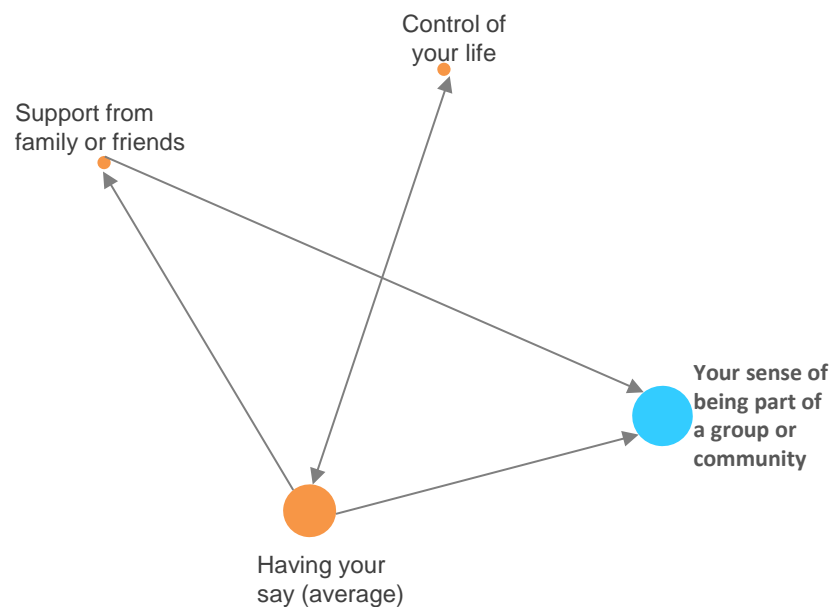 Control of
your life
Support from
family or friends
Your sense of
being part of
a group or
community
Having your
say (average)